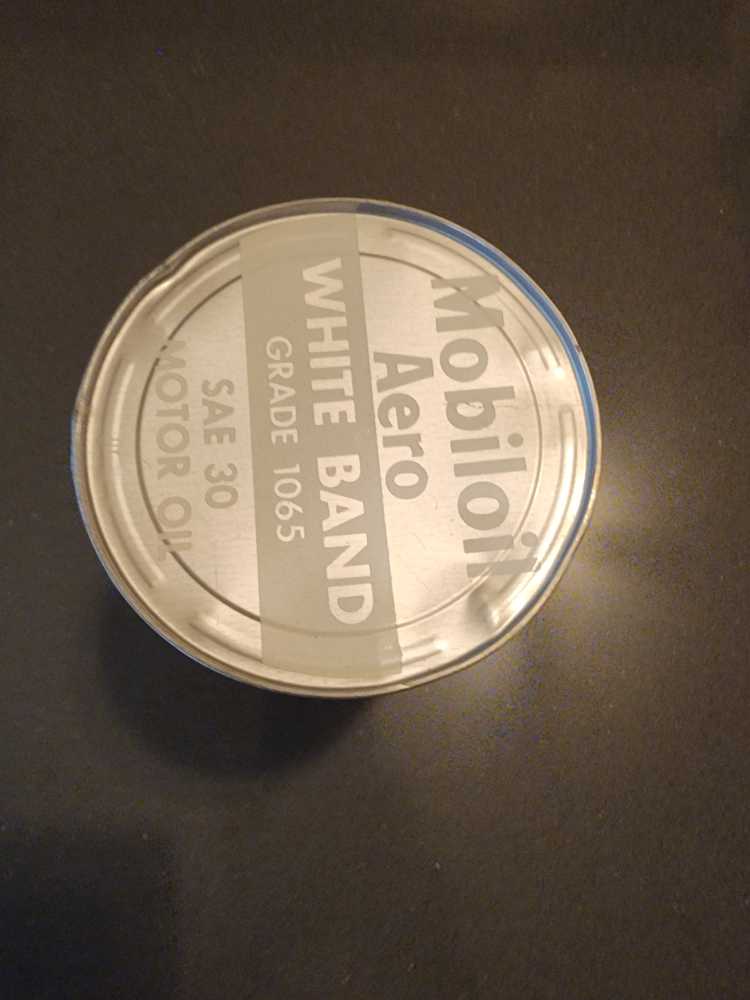 Mobiloil
Aero
WHITE BAND
GRADE 1065
SAE 30
MOTOR OIL